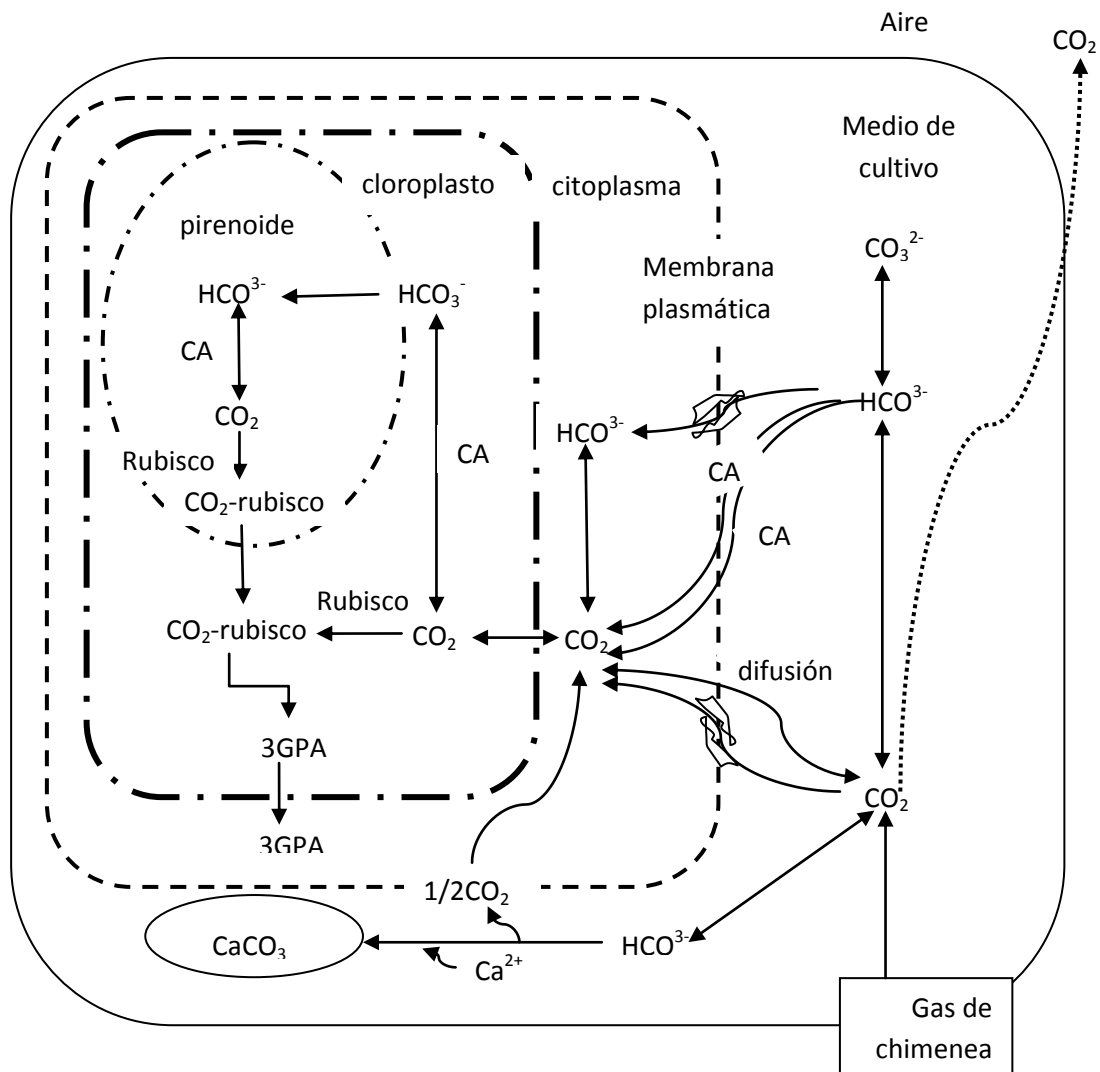 Aire
CO₂
Medio de
cultivo
cloroplasto
citoplasma
pirenoide
CO₃²⁻
Membrana
plasmática
HCO³⁻
HCO₃⁻
CA
CO₂
HCO³⁻
HCO³⁻
CA
CA
CA
Rubisco
CO₂-rubisco
Rubisco
CO₂-rubisco
CO₂
CO₂
difusión
3GPA
CO₂
3GPA
1/2CO₂
CaCO₃
HCO³⁻
Ca²⁺
Gas de
chimenea